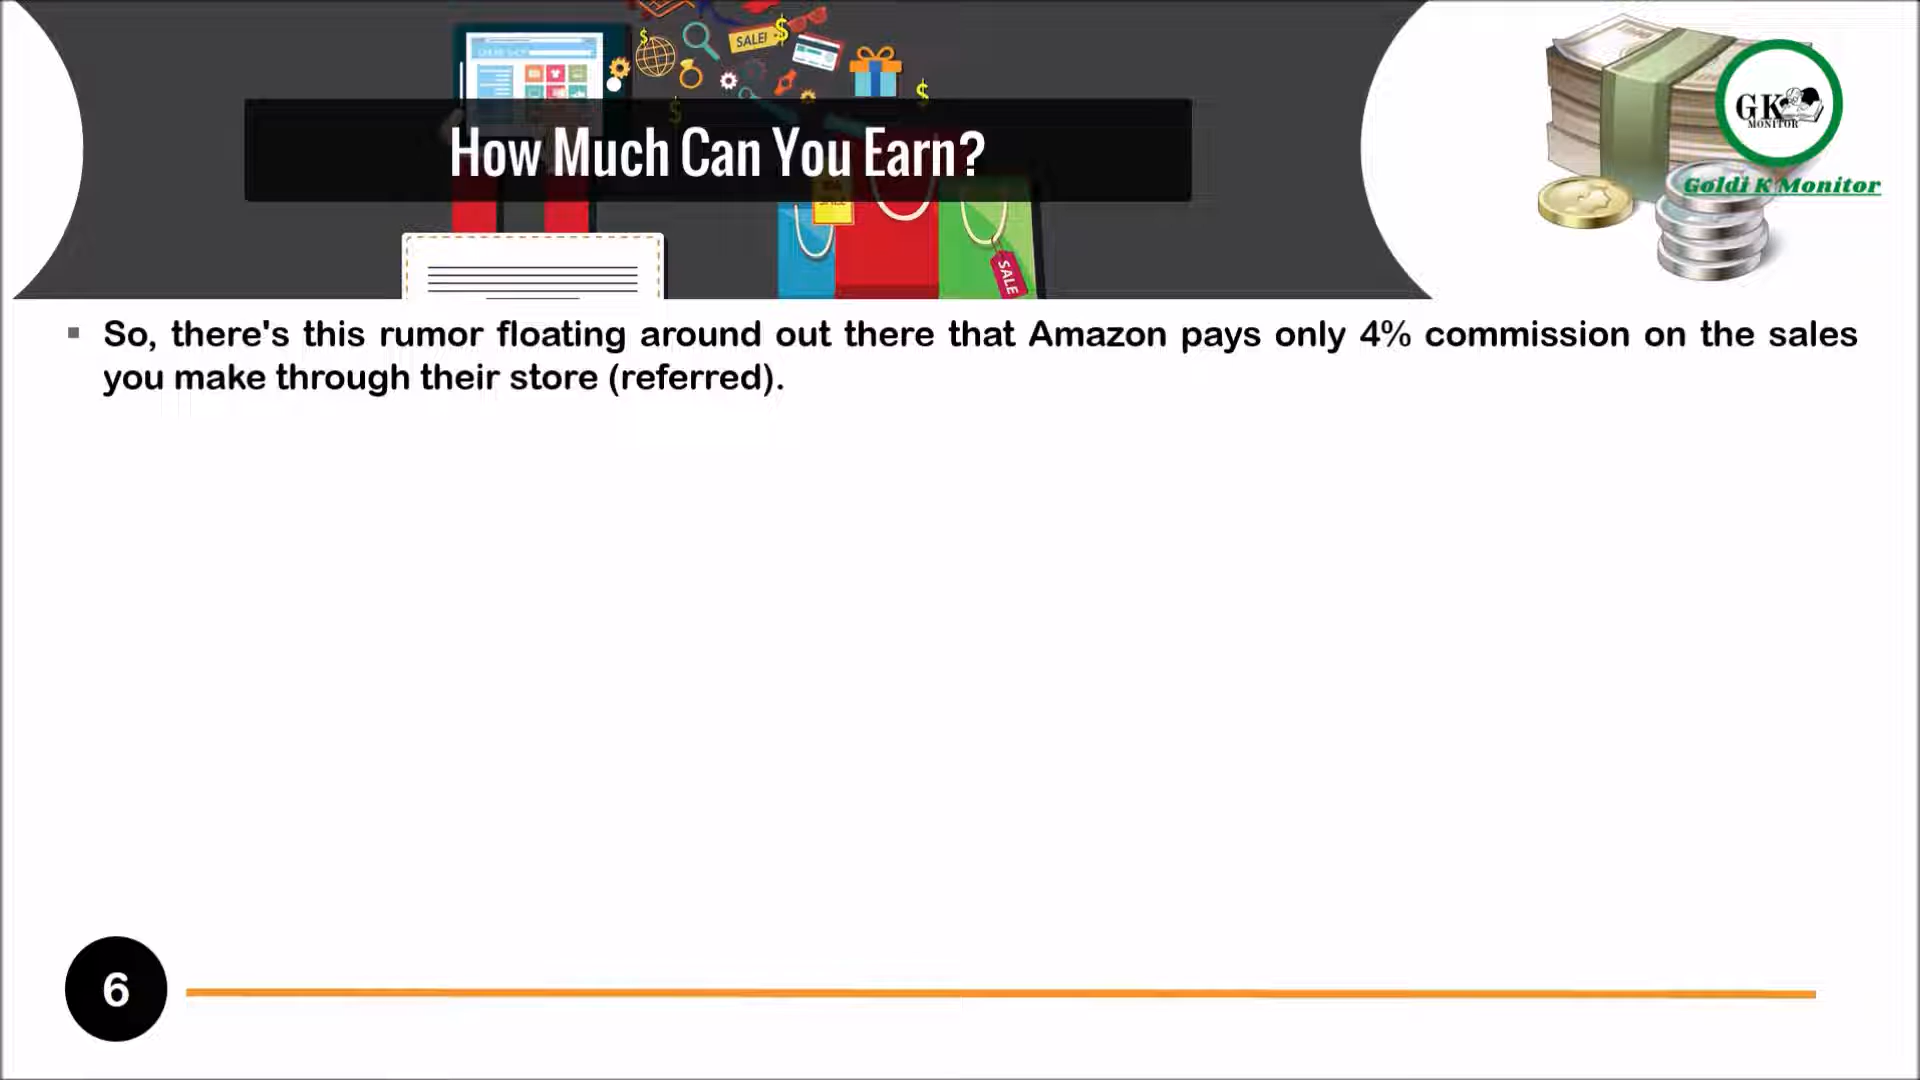 SALE!
GK
MONITOR
How Much Can You Earn?
Goldi K Monitor
SALE
SALE
▪ So, there's this rumor floating around out there that Amazon pays only 4% commission on the sales
you make through their store (referred).
6